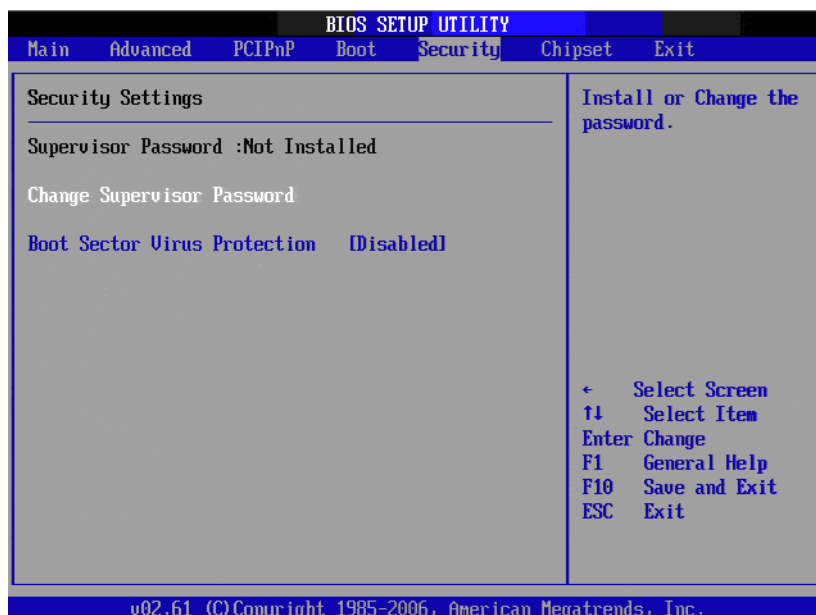 BIOS SETUP UTILITY
Main Advanced PCIPnP Boot Security Chipset Exit
Security Settings
Supervisor Password :Not Installed
Change Supervisor Password
Boot Sector Virus Protection [Disabled]
Install or Change the
password.
← Select Screen
↑↓ Select Item
Enter Change
F1 General Help
F10 Save and Exit
ESC Exit
v02.61 (C)Copyright 1985-2006, American Megatrends, Inc.